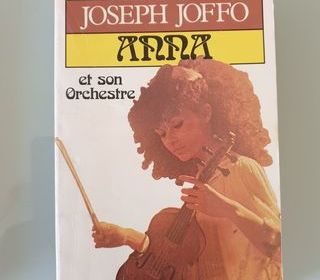 JOSEPH JOFFO
ANNA
et son
Orchestre